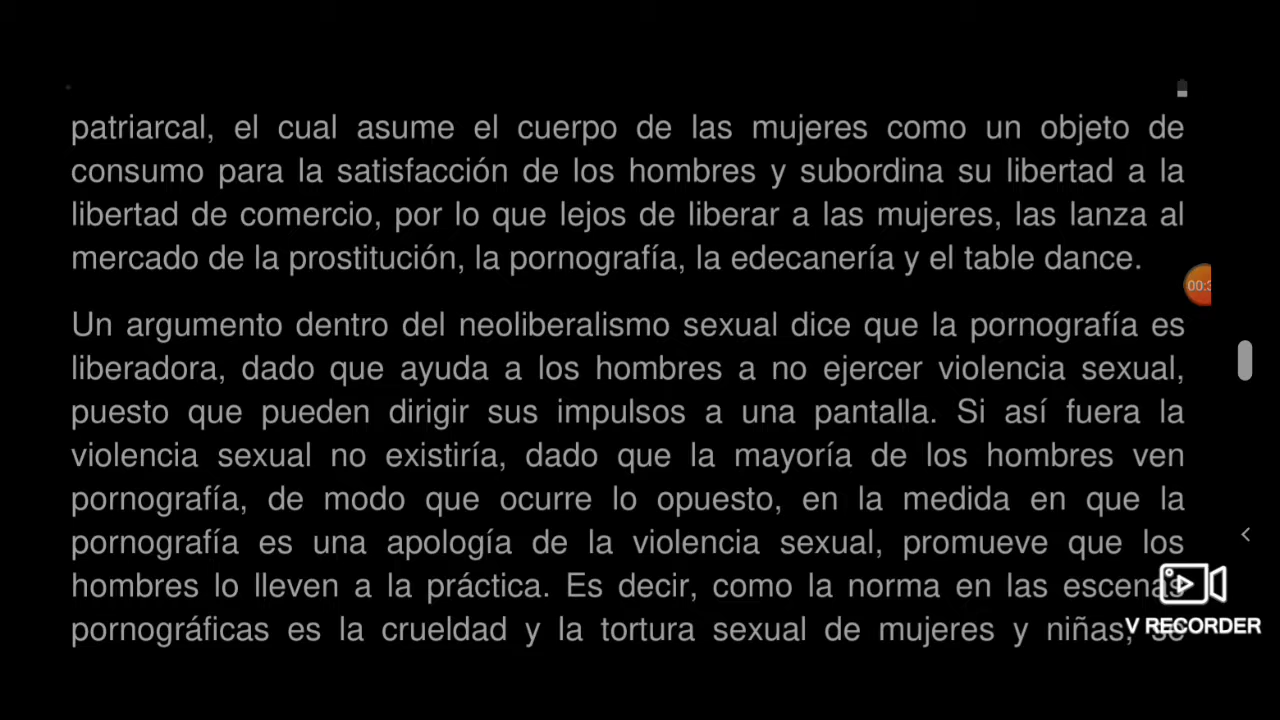 patriarcal, el cual asume el cuerpo de las mujeres como un objeto de
consumo para la satisfacción de los hombres y subordina su libertad a la
libertad de comercio, por lo que lejos de liberar a las mujeres, las lanza al
mercado de la prostitución, la pornografía, la edecanería y el table dance.
00:3
Un argumento dentro del neoliberalismo sexual dice que la pornografía es
liberadora, dado que ayuda a los hombres a no ejercer violencia sexual,
puesto que pueden dirigir sus impulsos a una pantalla. Si así fuera la
violencia sexual no existiría, dado que la mayoría de los hombres ven
pornografía, de modo que ocurre lo opuesto, en la medida en que la
pornografía es una apología de la violencia sexual, promueve que los
hombres lo lleven a la práctica. Es decir, como la norma en las escenas
pornográficas es la crueldad y la tortura sexual de mujeres y niñas,
V RECORDER